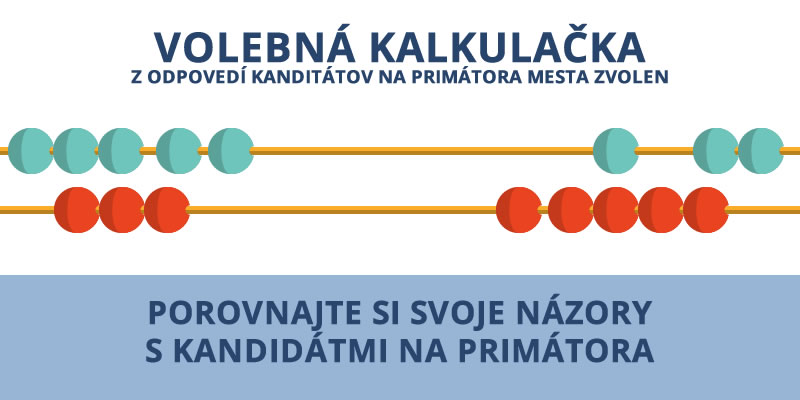 VOLEBNÁ KALKULAČKA
Z ODPOVEDÍ KANDITÁTOV NA PRIMÁTORA MESTA ZVOLEN
POROVNAJTE SI SVOJE NÁZORY
S KANDIDÁTMI NA PRIMÁTORA